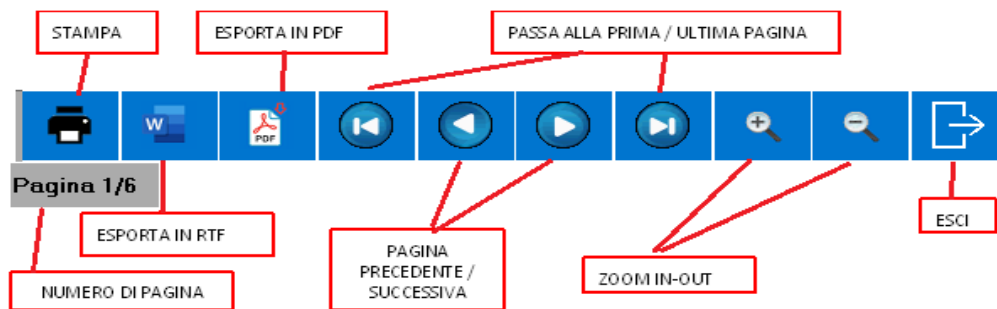 STAMPA
ESPORTA IN PDF
PASSA ALLA PRIMA / ULTIMA PAGINA
W
PDF
Pagina 1/6
ESPORTA IN RTF
PAGINA
PRECEDENTE /
SUCCESSIVA
ZOOM IN-OUT
ESCI
NUMERO DI PAGINA